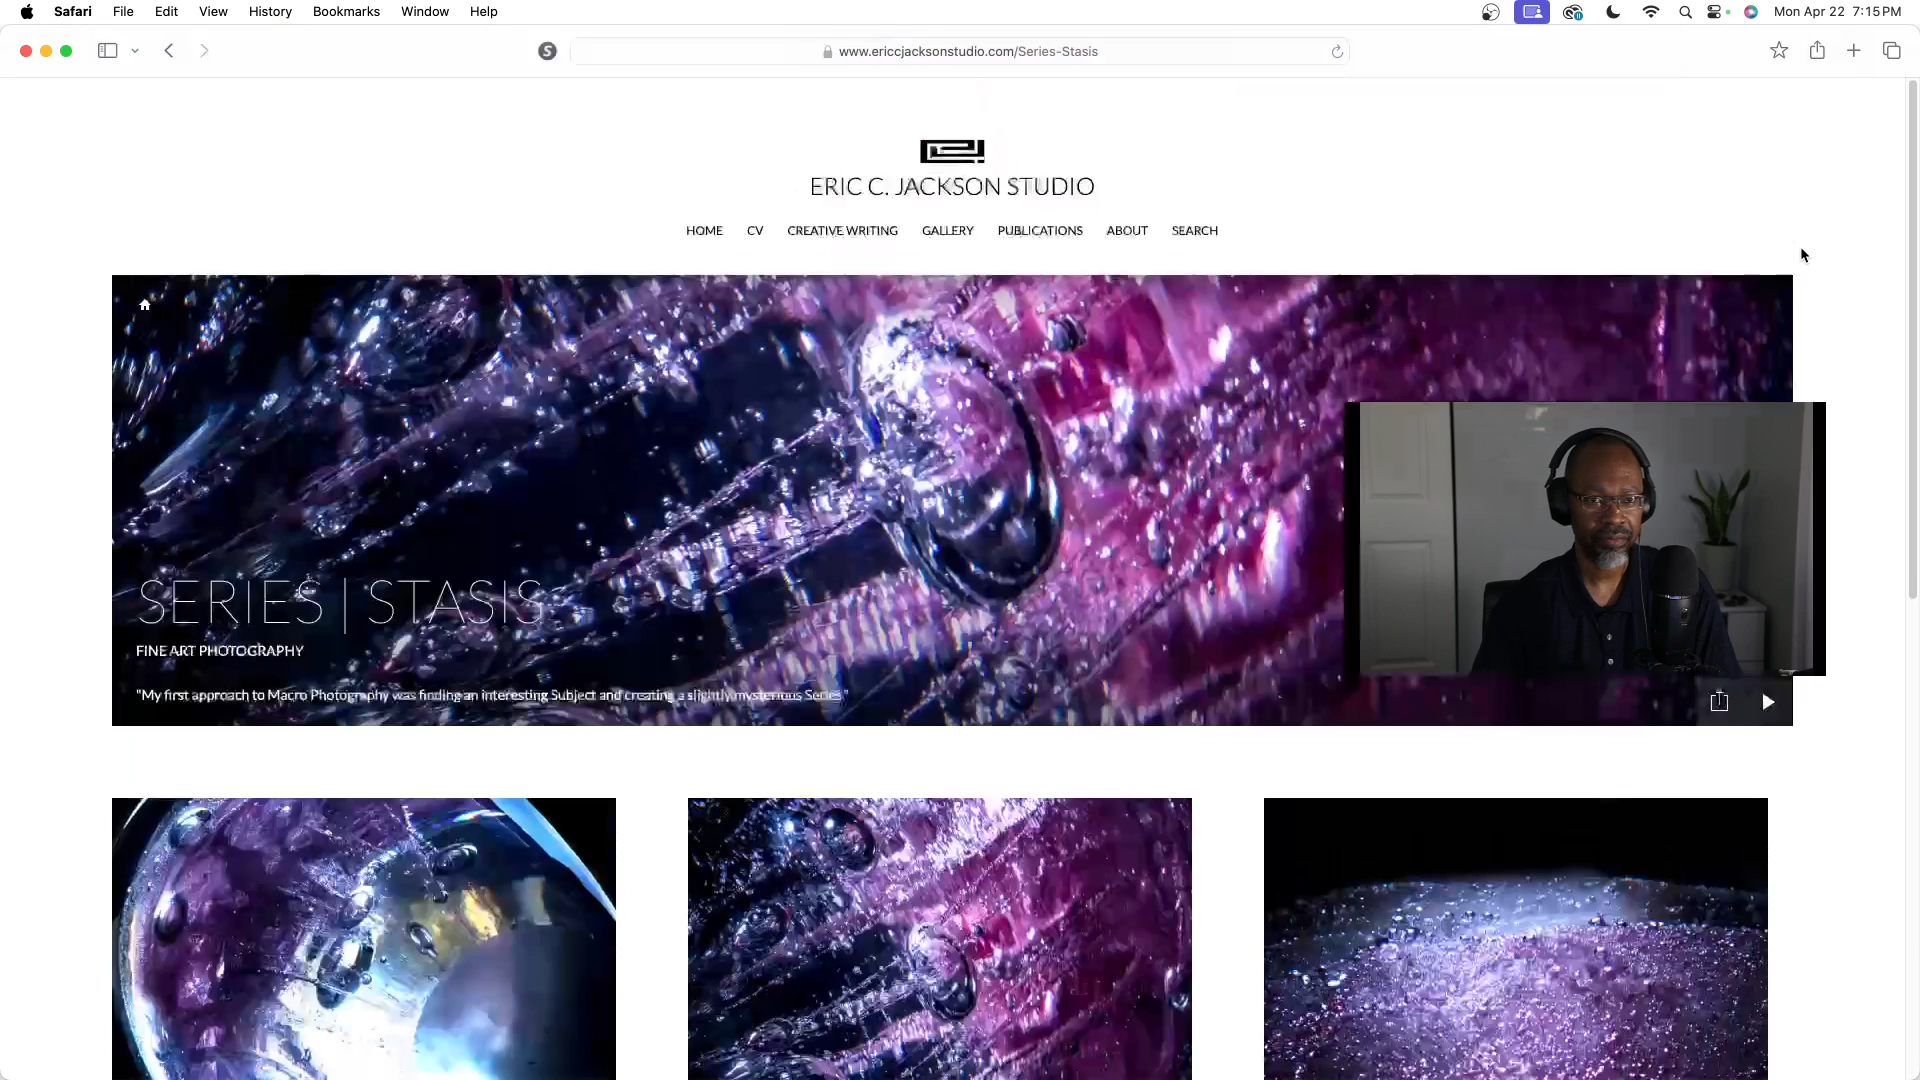 Safari File Edit View History Bookmarks Window Help Mon Apr 22 7:15 PM
www.ericcjacksonstudio.com/Series-Stasis
ERIC C. JACKSON STUDIO
HOME CV CREATIVE WRITING GALLERY PUBLICATIONS ABOUT SEARCH
SERIES | STASIS
FINE ART PHOTOGRAPHY
"My first approach to Macro Photography was finding an interesting Subject and creating a slightly mysterious Series."